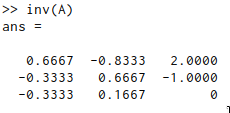 >> inv(A)
ans =
0.6667 -0.8333 2.0000
-0.3333 0.6667 -1.0000
-0.3333 0.1667 0